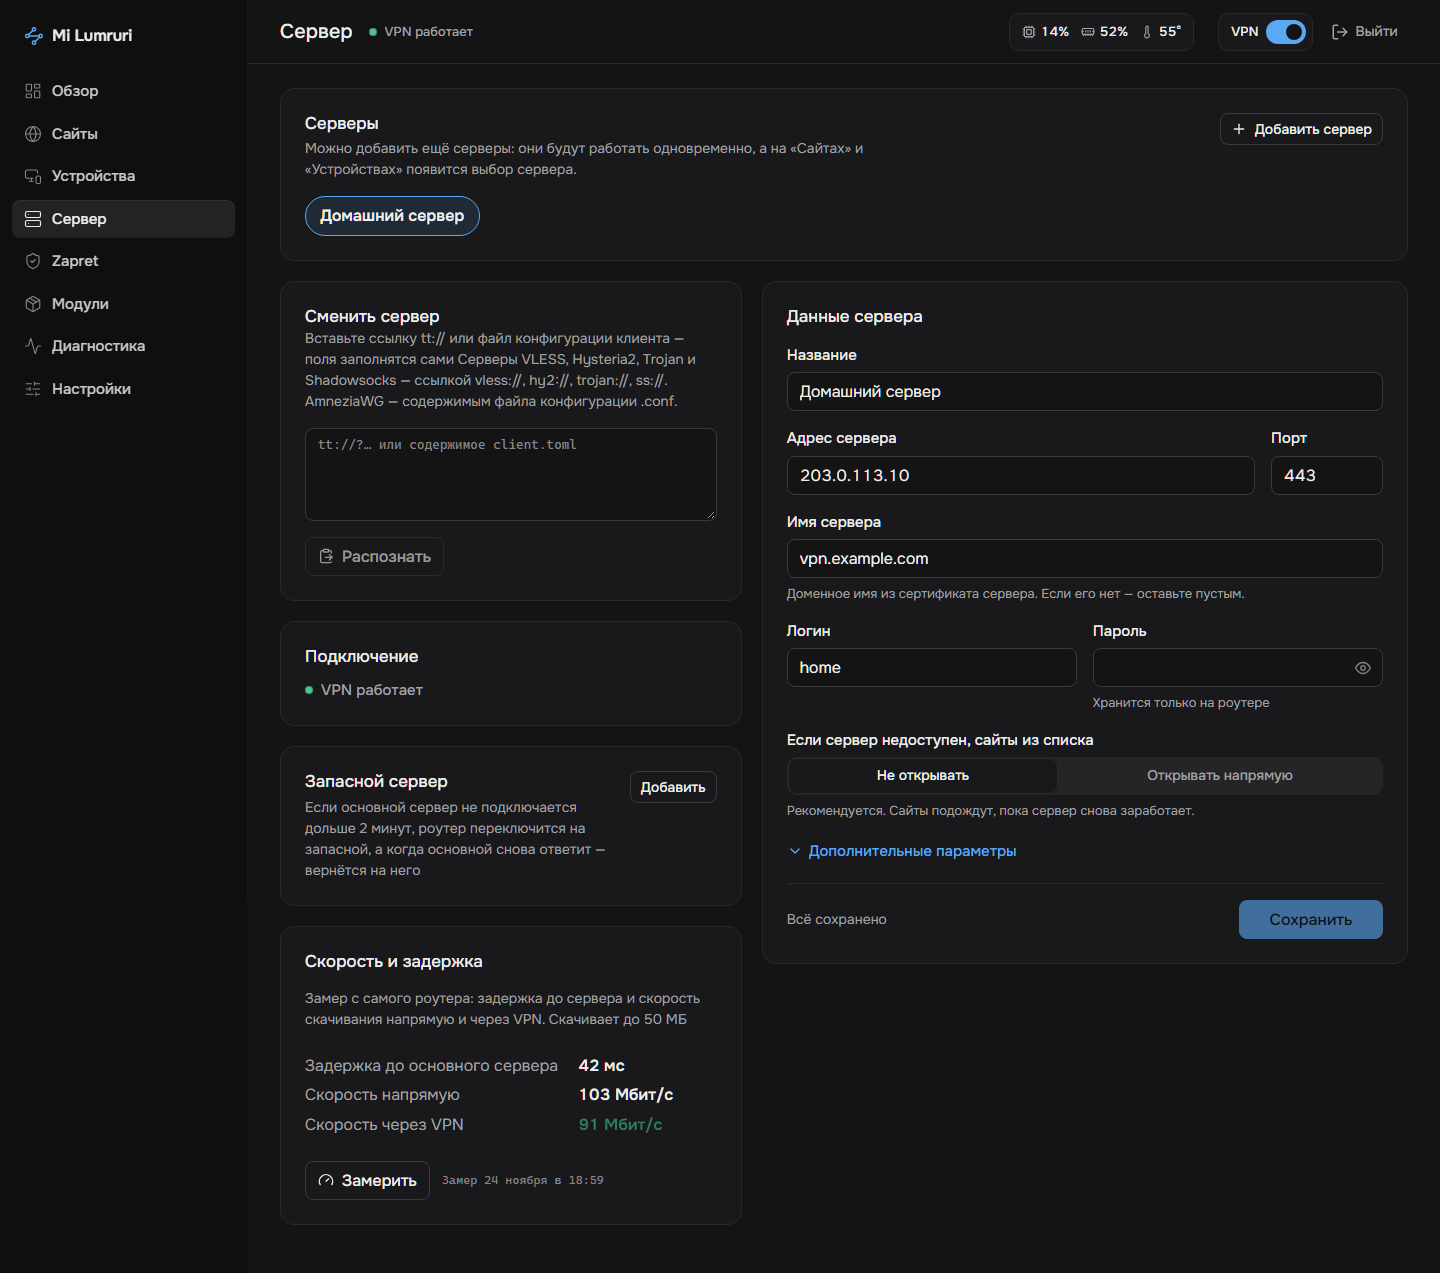 Mi Lumruri
Обзор
Сайты
Устройства
Сервер
Zapret
Модули
Диагностика
Настройки
Сервер
VPN работает
14%
52%
55°
VPN
Выйти
Серверы
Можно добавить ещё серверы: они будут работать одновременно, а на «Сайтах» и
«Устройствах» появится выбор сервера.
Добавить сервер
Домашний сервер
Сменить сервер
Вставьте ссылку tt:// или файл конфигурации клиента —
поля заполнятся сами Серверы VLESS, Hysteria2, Trojan и
Shadowsocks — ссылкой vless://, hy2://, trojan://, ss://.
AmneziaWG — содержимым файла конфигурации .conf.
tt://?… или содержимое client.toml
Распознать
Подключение
VPN работает
Запасной сервер
Добавить
Если основной сервер не подключается
дольше 2 минут, роутер переключится на
запасной, а когда основной снова ответит —
вернётся на него
Скорость и задержка
Замер с самого роутера: задержка до сервера и скорость
скачивания напрямую и через VPN. Скачивает до 50 МБ
Задержка до основного сервера 42 мс
Скорость напрямую 103 Мбит/с
Скорость через VPN 91 Мбит/с
Замерить
Замер 24 ноября в 18:59
Данные сервера
Название
Домашний сервер
Адрес сервера
Порт
203.0.113.10
443
Имя сервера
vpn.example.com
Доменное имя из сертификата сервера. Если его нет — оставьте пустым.
Логин
Пароль
home
Хранится только на роутере
Если сервер недоступен, сайты из списка
Не открывать
Открывать напрямую
Рекомендуется. Сайты подождут, пока сервер снова заработает.
Дополнительные параметры
Всё сохранено
Сохранить